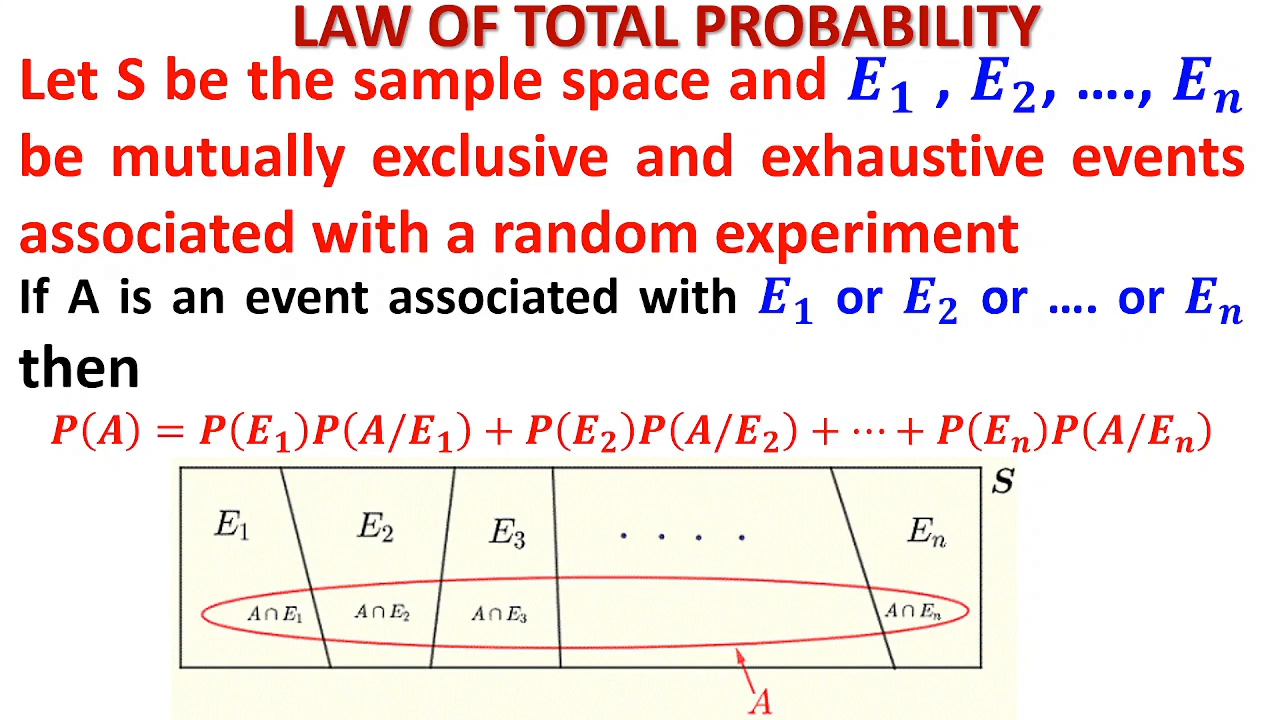 LAW OF TOTAL PROBABILITY
Let S be the sample space and E₁ , E₂, …., Eₙ
be mutually exclusive and exhaustive events
associated with a random experiment
If A is an event associated with E₁ or E₂ or …. or Eₙ
then
P(A) = P(E₁)P(A/E₁) + P(E₂)P(A/E₂) + ⋯ + P(Eₙ)P(A/Eₙ)
S
E₁ E₂ E₃ . . . . Eₙ
A∩E₁ A∩E₂ A∩E₃ A∩Eₙ
A